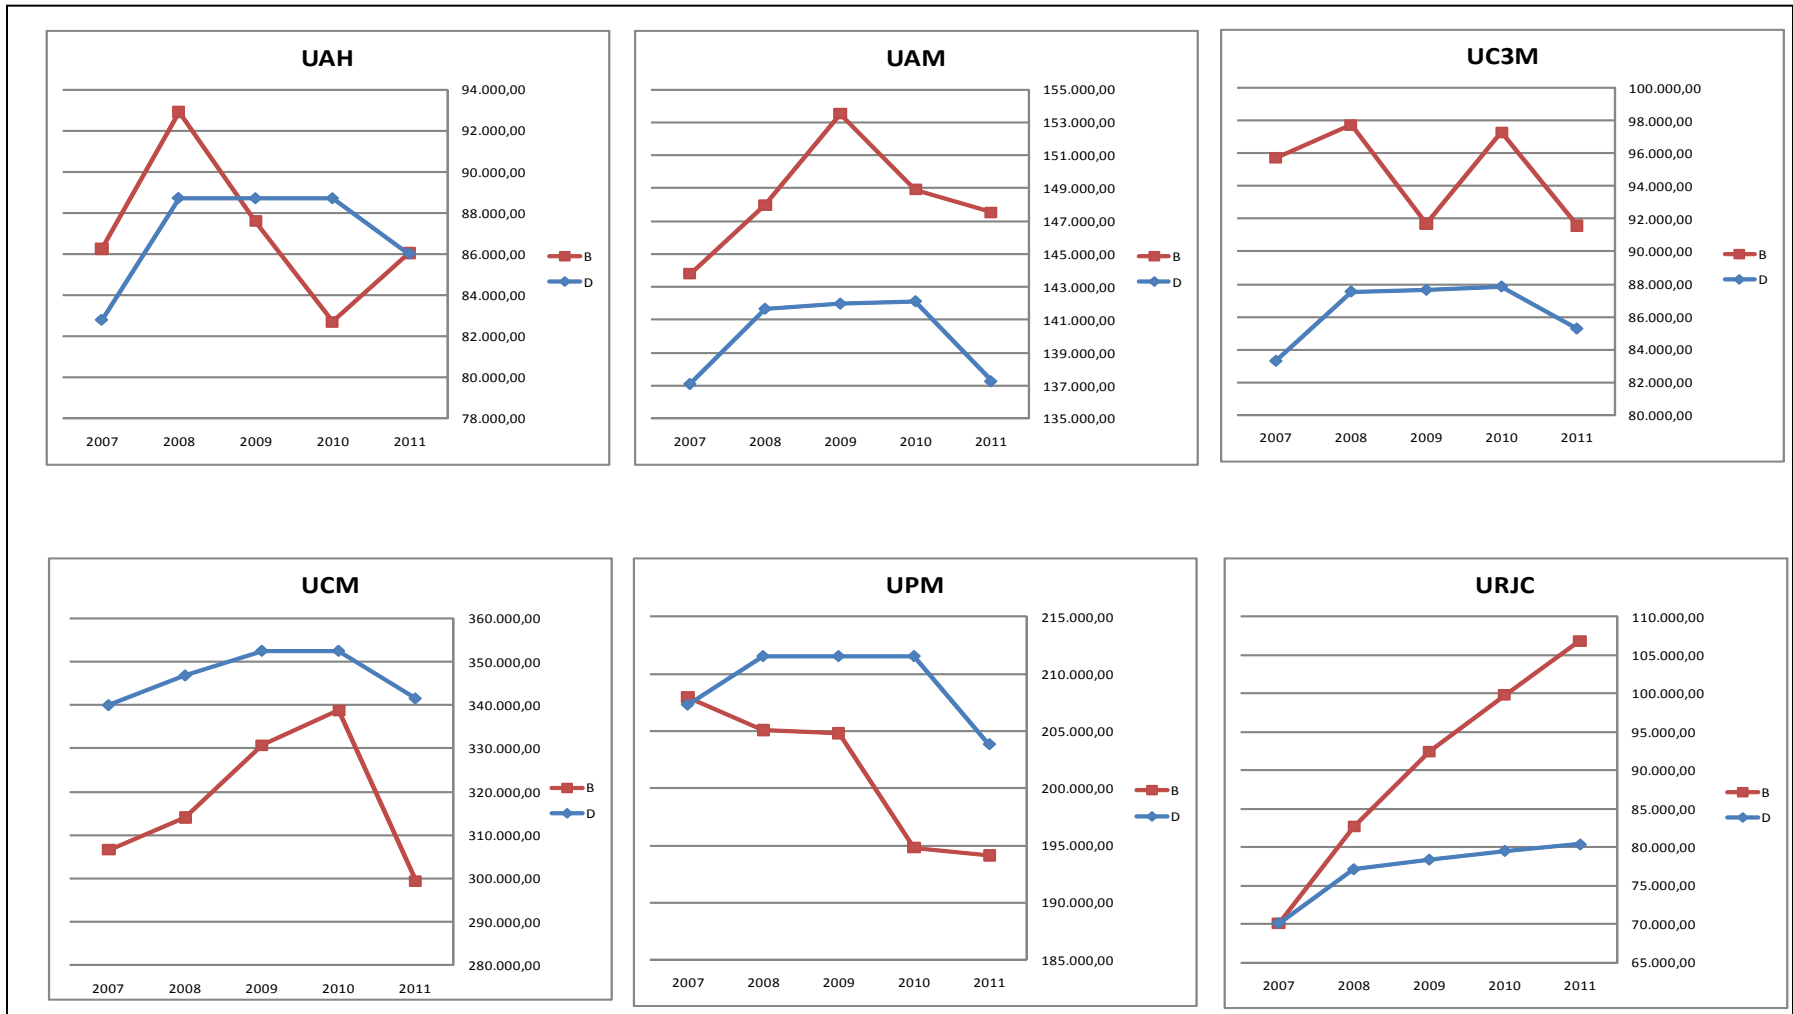 UAH
94.000,00
92.000,00
90.000,00
88.000,00
86.000,00
84.000,00
82.000,00
80.000,00
78.000,00
B
D
2007 2008 2009 2010 2011
UAM
155.000,00
153.000,00
151.000,00
149.000,00
147.000,00
145.000,00
143.000,00
141.000,00
139.000,00
137.000,00
135.000,00
B
D
2007 2008 2009 2010 2011
UC3M
100.000,00
98.000,00
96.000,00
94.000,00
92.000,00
90.000,00
88.000,00
86.000,00
84.000,00
82.000,00
80.000,00
B
D
2007 2008 2009 2010 2011
UCM
360.000,00
350.000,00
340.000,00
330.000,00
320.000,00
310.000,00
300.000,00
290.000,00
280.000,00
B
D
2007 2008 2009 2010 2011
UPM
215.000,00
210.000,00
205.000,00
200.000,00
195.000,00
190.000,00
185.000,00
B
D
2007 2008 2009 2010 2011
URJC
110.000,00
105.000,00
100.000,00
95.000,00
90.000,00
85.000,00
80.000,00
75.000,00
70.000,00
65.000,00
B
D
2007 2008 2009 2010 2011